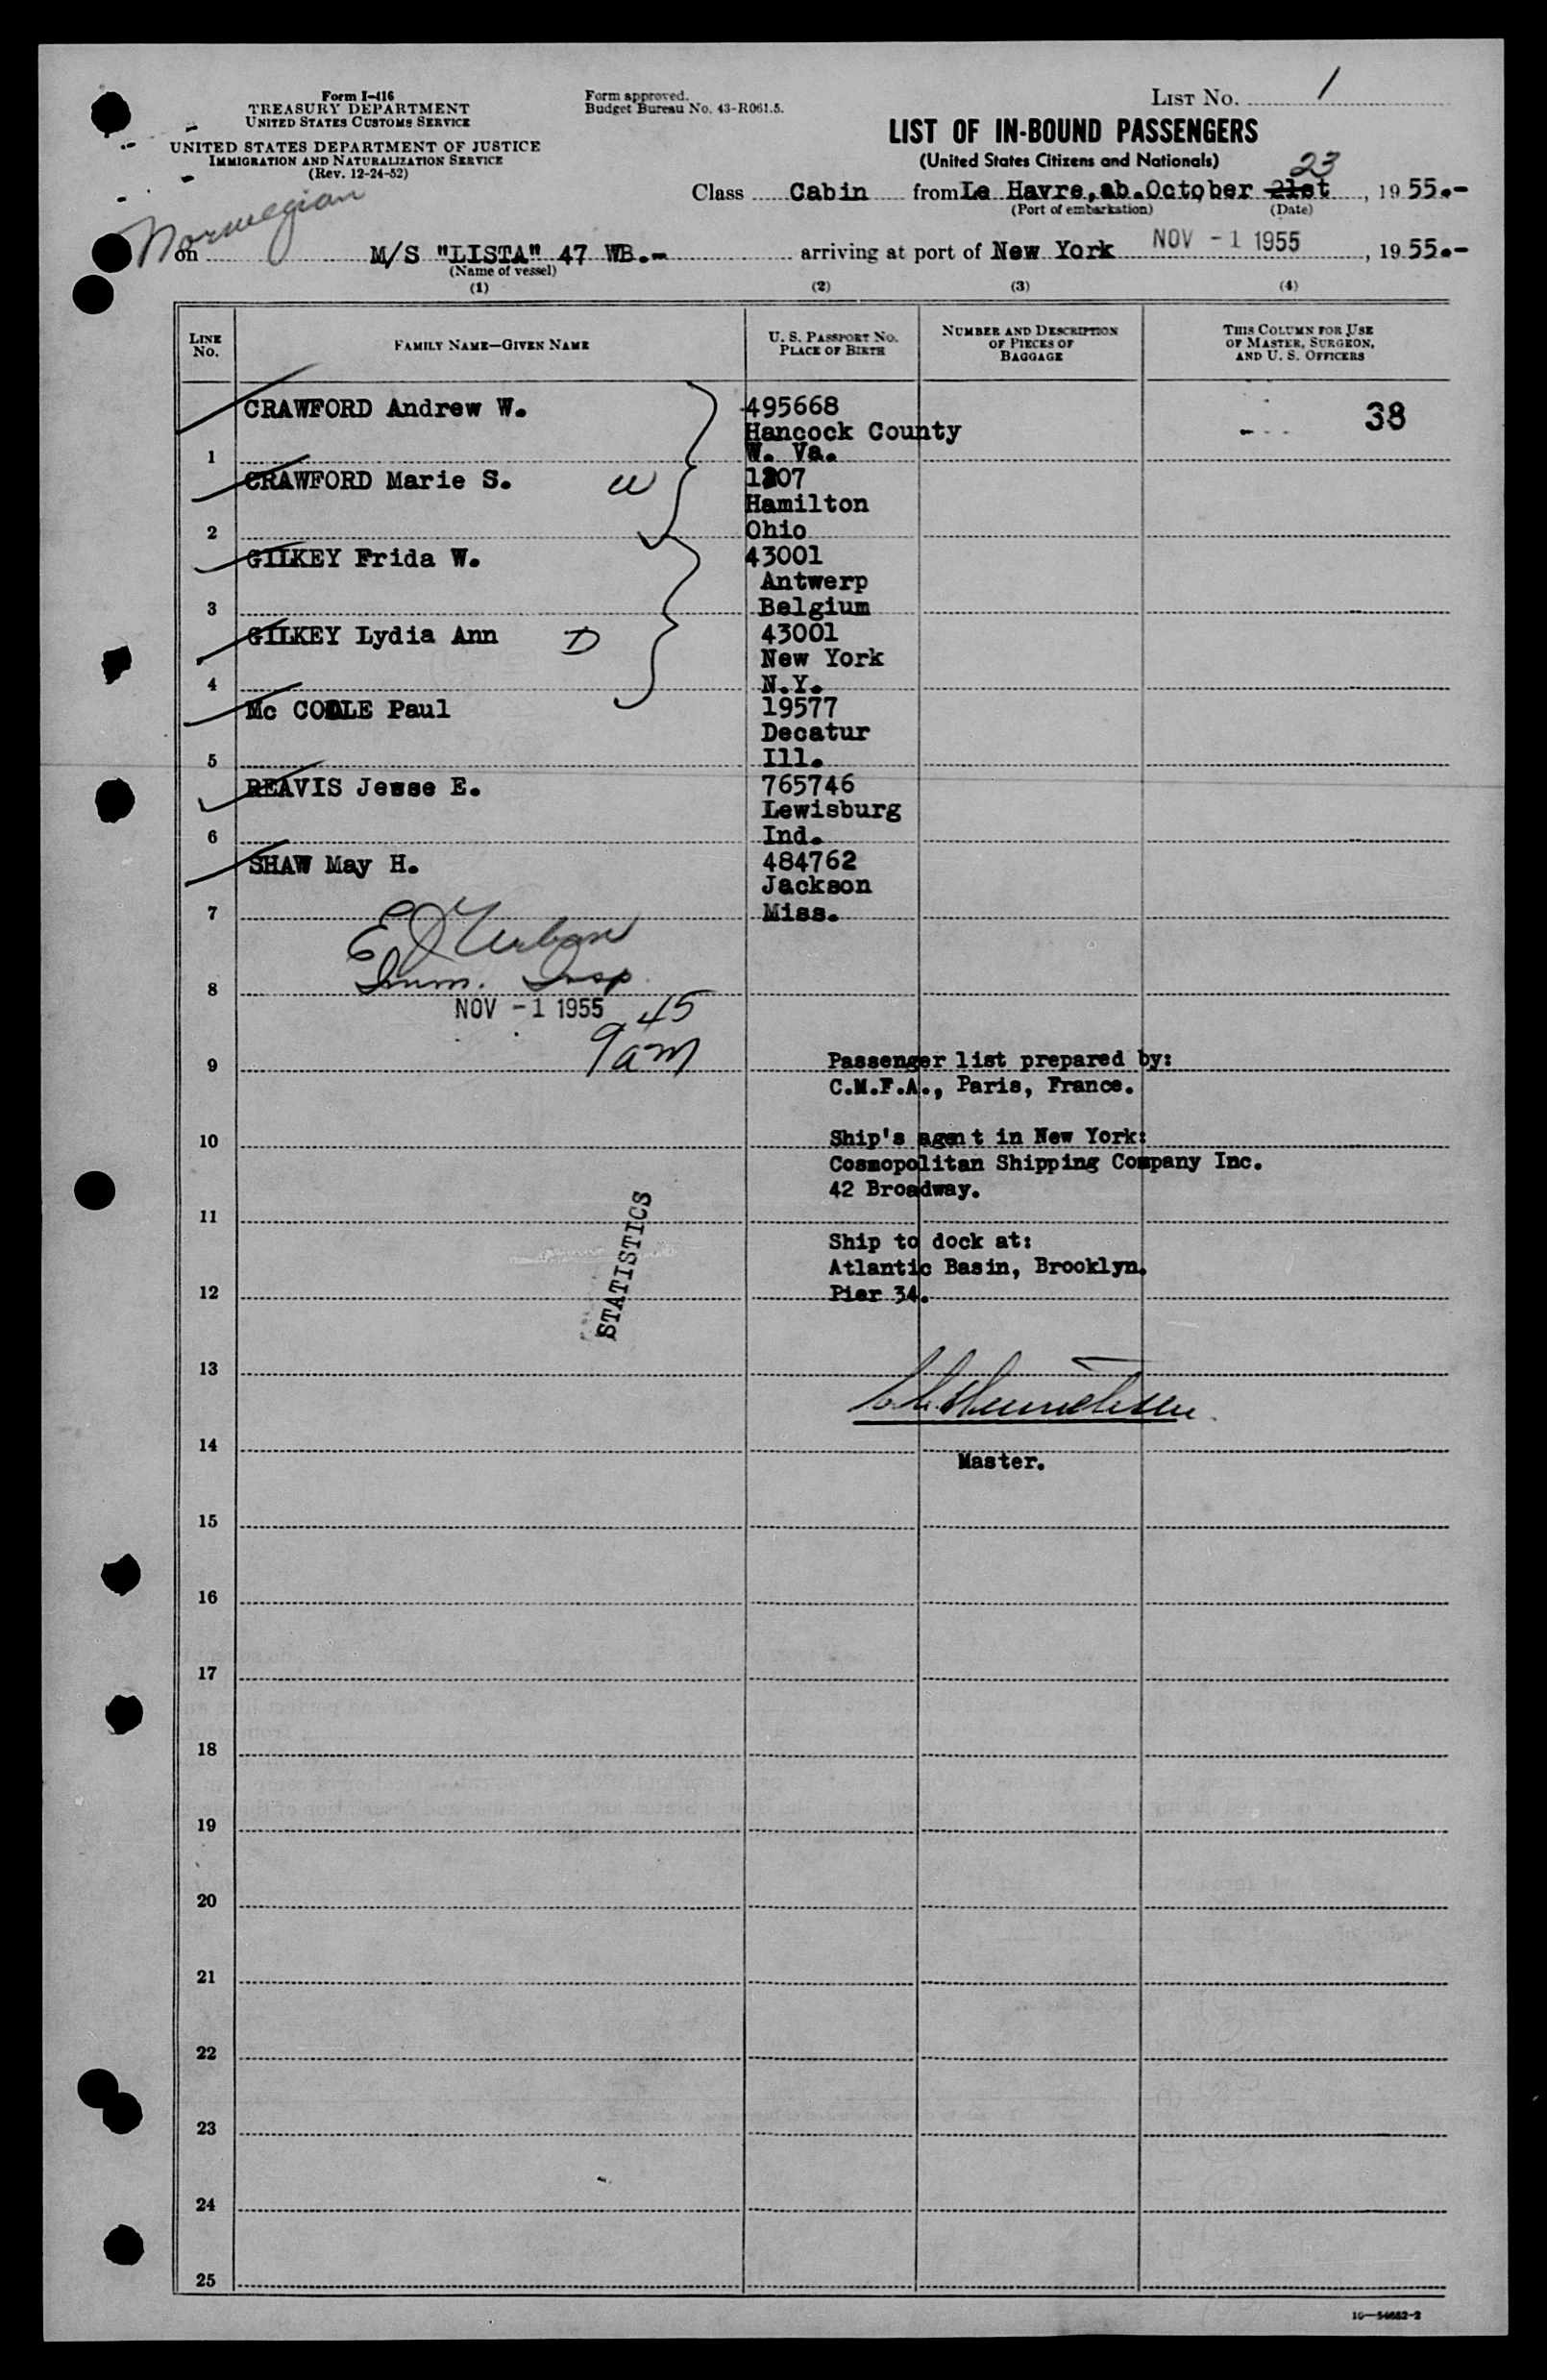 Form I-416
TREASURY DEPARTMENT
UNITED STATES CUSTOMS SERVICE
UNITED STATES DEPARTMENT OF JUSTICE
IMMIGRATION AND NATURALIZATION SERVICE
(Rev. 12-24-52)
Form approved.
Budget Bureau No. 43-R061.5.
LIST NO. 1
LIST OF IN-BOUND PASSENGERS
(United States Citizens and Nationals)
23
Class Cabin from Le Havre, ab. October 21st, 1955.-
(Port of embarkation) (Date)
Norwegian
on M/S "LISTA" 47 WB.- arriving at port of New York NOV -1 1955, 1955.-
(Name of vessel)
(1) (2) (3) (4)
LINE NO.
FAMILY NAME—GIVEN NAME
U. S. PASSPORT NO.
PLACE OF BIRTH
NUMBER AND DESCRIPTION
OF PIECES OF
BAGGAGE
THIS COLUMN FOR USE
OF MASTER, SURGEON,
AND U. S. OFFICERS
CRAWFORD Andrew W. 495668 38
Hancock County
1 W. Va.
CRAWFORD Marie S. W 1207
Hamilton
2 Ohio
GILKEY Frida W. 43001
Antwerp
3 Belgium
GILKEY Lydia Ann D 43001
New York
4 N.Y.
Mc Paul 19577
Decatur
5 Ill.
REAVIS Jesse E. 765746
Lewisburg
6 Ind.
SHAW May H. 484762
Jackson
7 Miss.
E J Urban
Imm. Insp.
8
NOV -1 1955
9 45 am
9 Passenger list prepared by:
C.M.F.A., Paris, France.
10 Ship's agent in New York:
Cosmopolitan Shipping Company Inc.
42 Broadway.
11
Ship to dock at:
Atlantic Basin, Brooklyn.
12 Pier 34.
STATISTICS
13
14
Master.
15
16
17
18
19
20
21
22
23
24
25